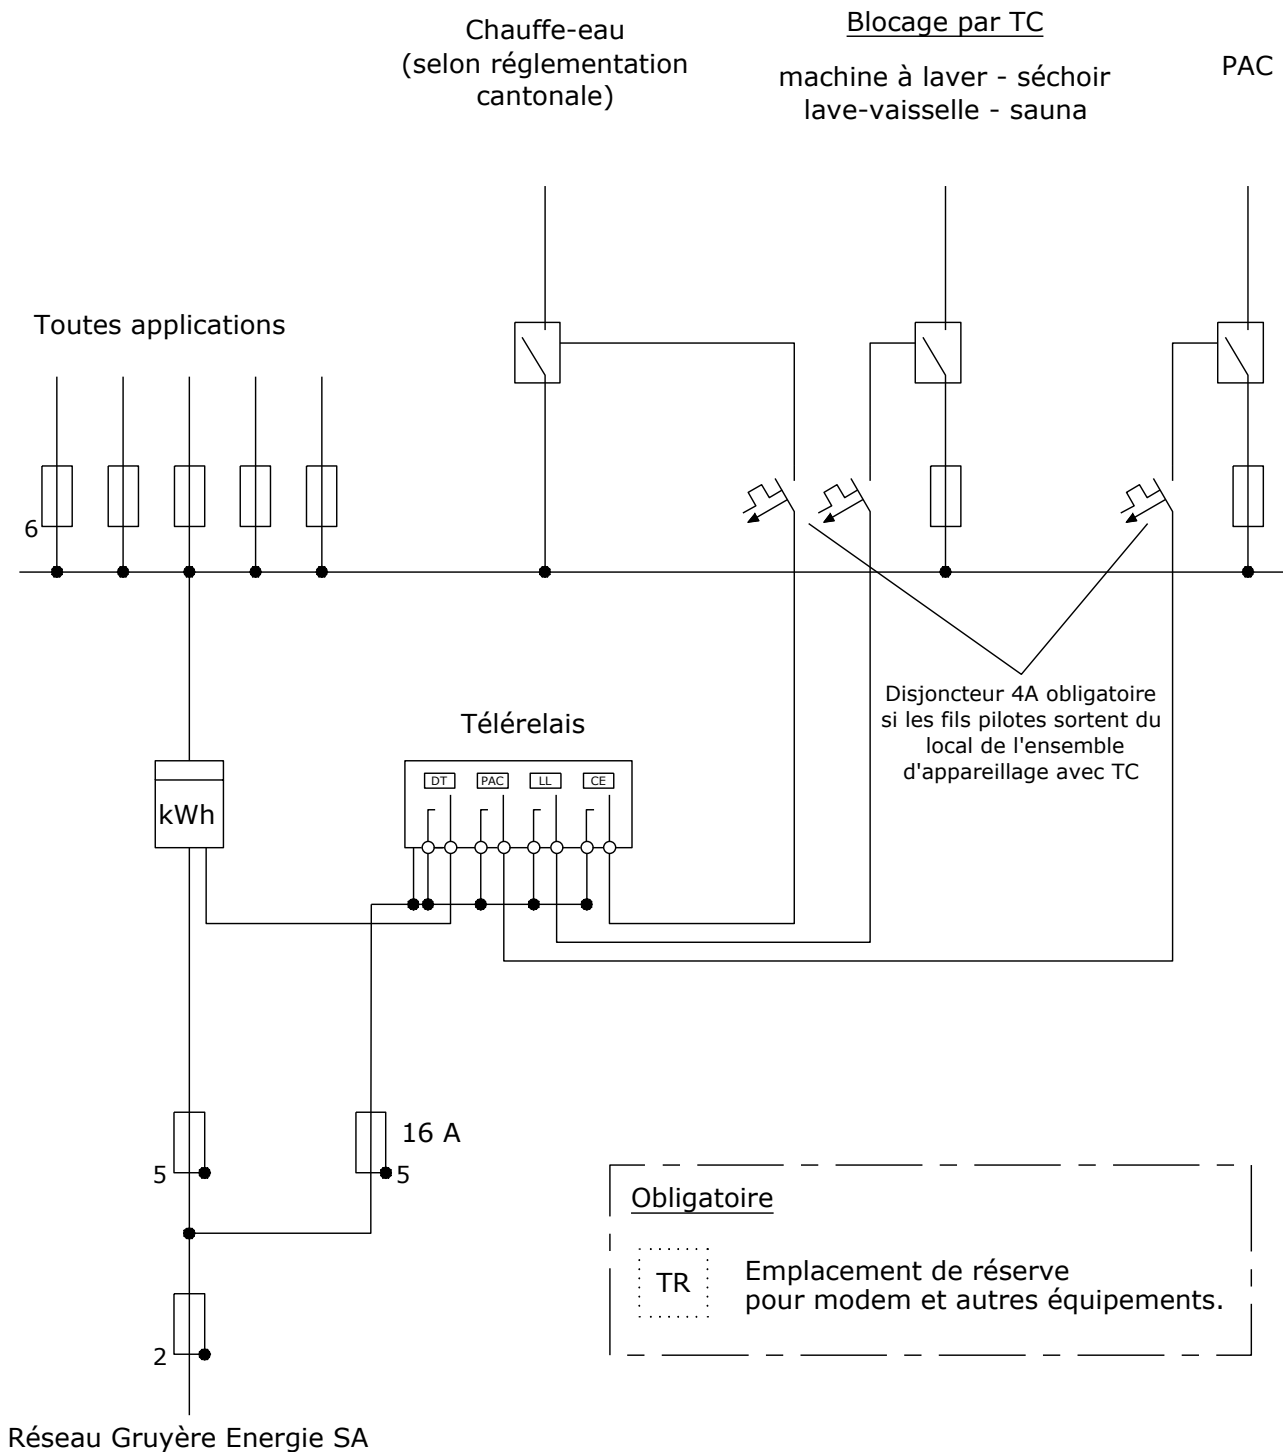 Chauffe-eau
(selon réglementation
cantonale)
Blocage par TC
machine à laver - séchoir
lave-vaisselle - sauna
PAC
Toutes applications
6
Disjoncteur 4A obligatoire
si les fils pilotes sortent du
local de l'ensemble
d'appareillage avec TC
Télérelais
DT
PAC
LL
CE
kWh
16 A
5
5
Obligatoire
TR
Emplacement de réserve
pour modem et autres équipements.
2
Réseau Gruyère Energie SA